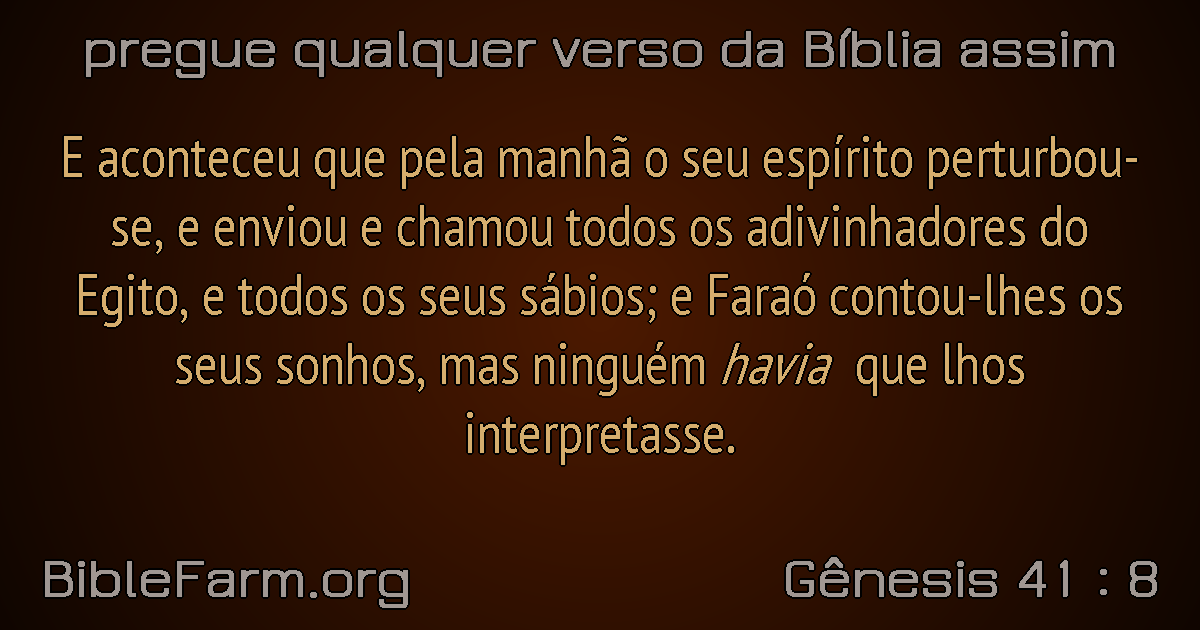 pregue qualquer verso da Bíblia assim
E aconteceu que pela manhã o seu espírito perturbou-
se, e enviou e chamou todos os adivinhadores do
Egito, e todos os seus sábios; e Faraó contou-lhes os
seus sonhos, mas ninguém havia que lhos
interpretasse.
BibleFarm.org
Gênesis 41 : 8